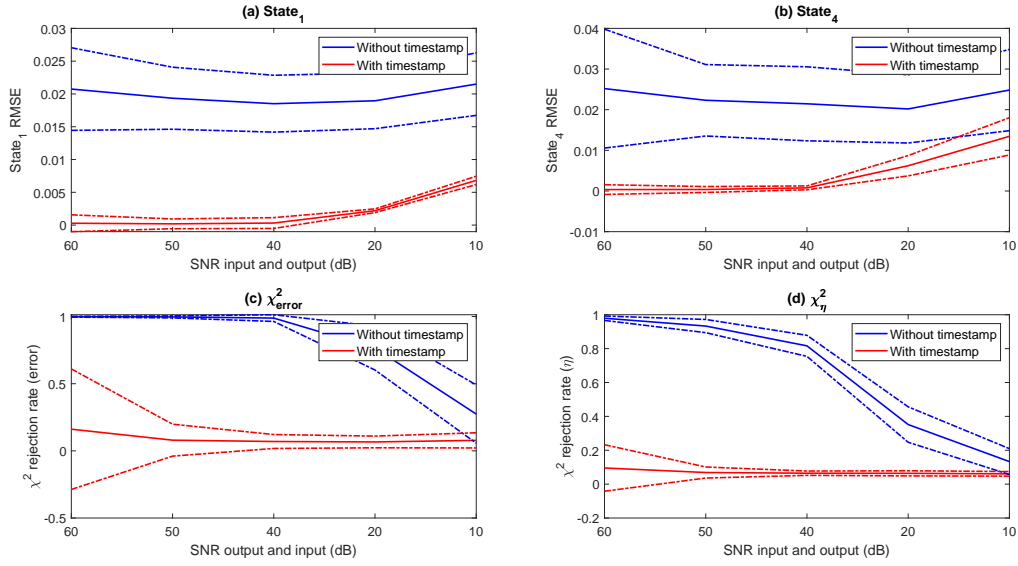 (a) State₁
0.03
0.025
0.02
0.015
0.01
0.005
0
State₁ RMSE
Without timestamp
With timestamp
60 50 40 20 10
SNR input and output (dB)
(b) State₄
0.04
0.03
0.02
0.01
0
-0.01
State₄ RMSE
Without timestamp
With timestamp
60 50 40 20 10
SNR input and output (dB)
(c) χ²error
1
0.5
0
-0.5
χ² rejection rate (error)
Without timestamp
With timestamp
60 50 40 20 10
SNR output and input (dB)
(d) χ²η
1
0.8
0.6
0.4
0.2
0
-0.2
χ² rejection rate (η)
Without timestamp
With timestamp
60 50 40 20 10
SNR input and output (dB)